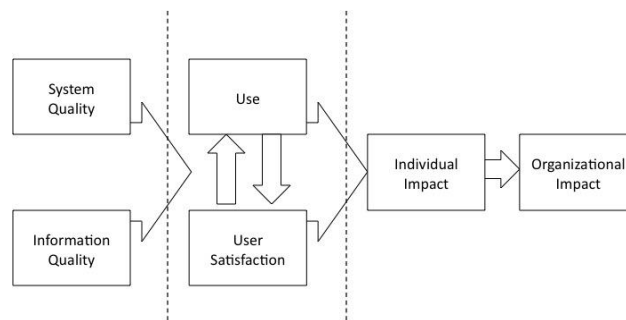 System
Quality
Use
Individual
Impact
Organizational
Impact
Information
Quality
User
Satisfaction